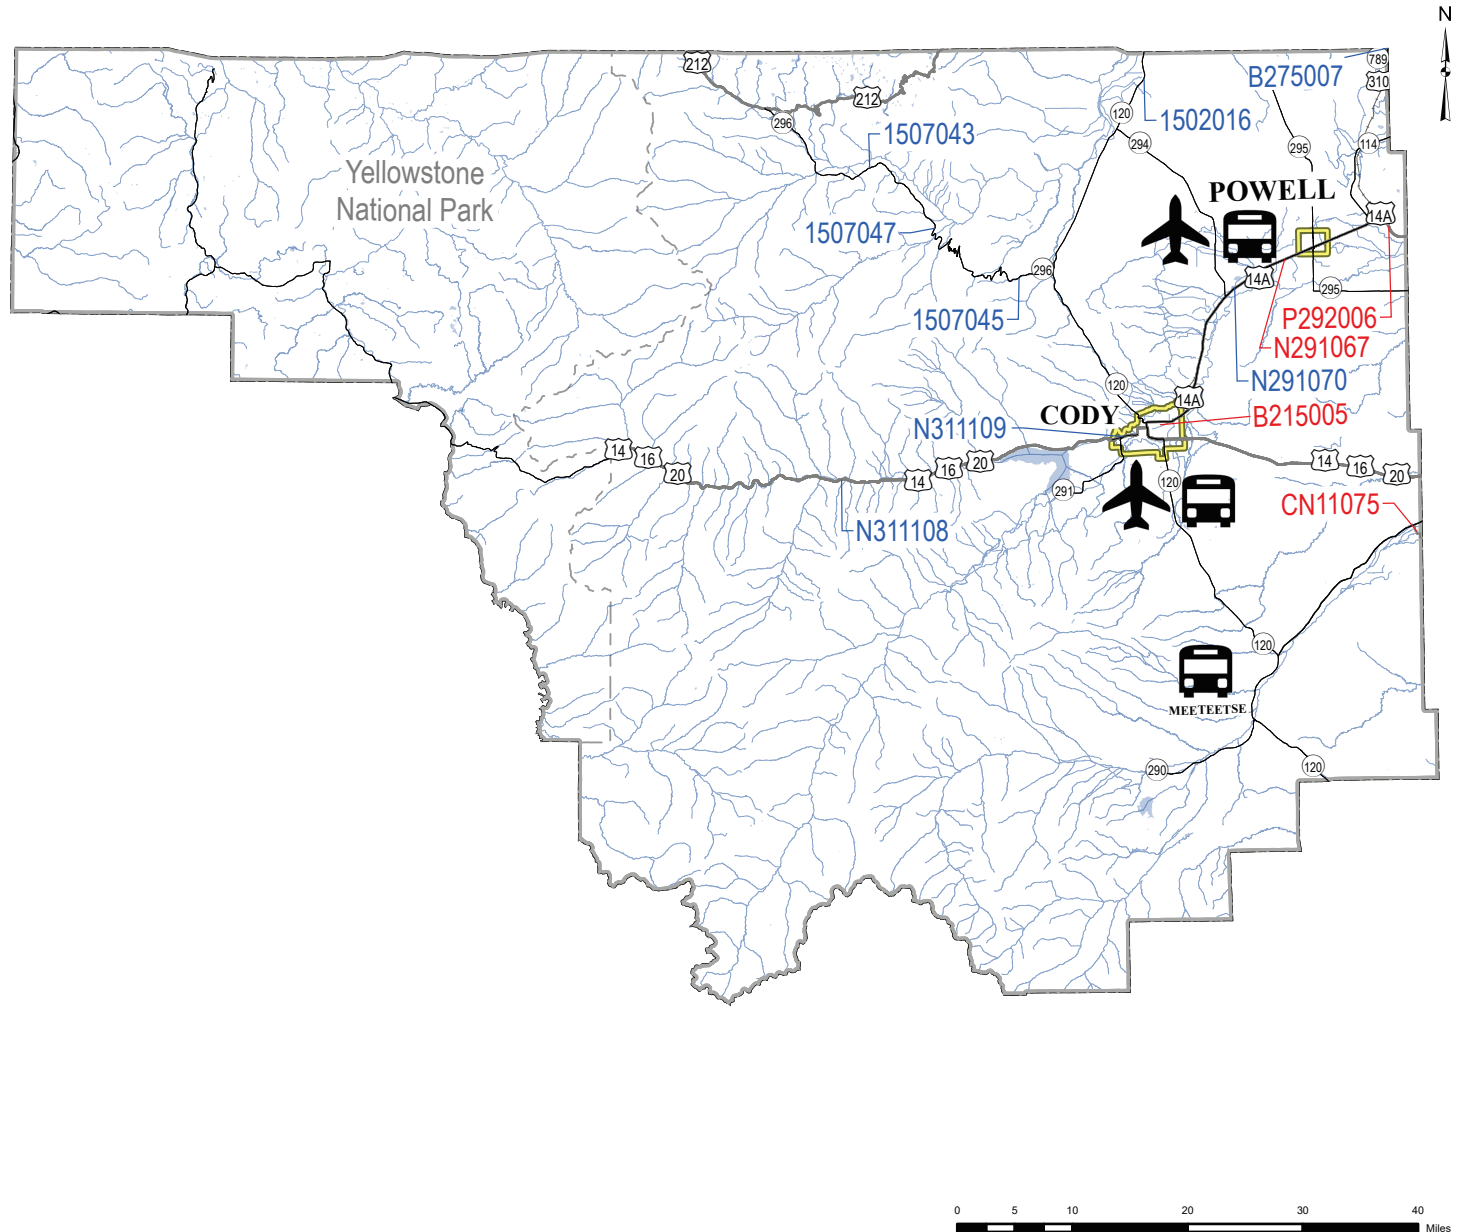 N
212
789
B275007
310
212
296
120
1502016
1507043
294
295
114
Yellowstone
National Park
POWELL
14A
1507047
296
14A
295
1507045
P292006
N291067
N291070
120
14A
CODY
B215005
N311109
14
16
20
14
16
20
14
16
20
291
120
CN11075
N311108
120
MEETEETSE
290
120
0 5 10 20 30 40
Miles